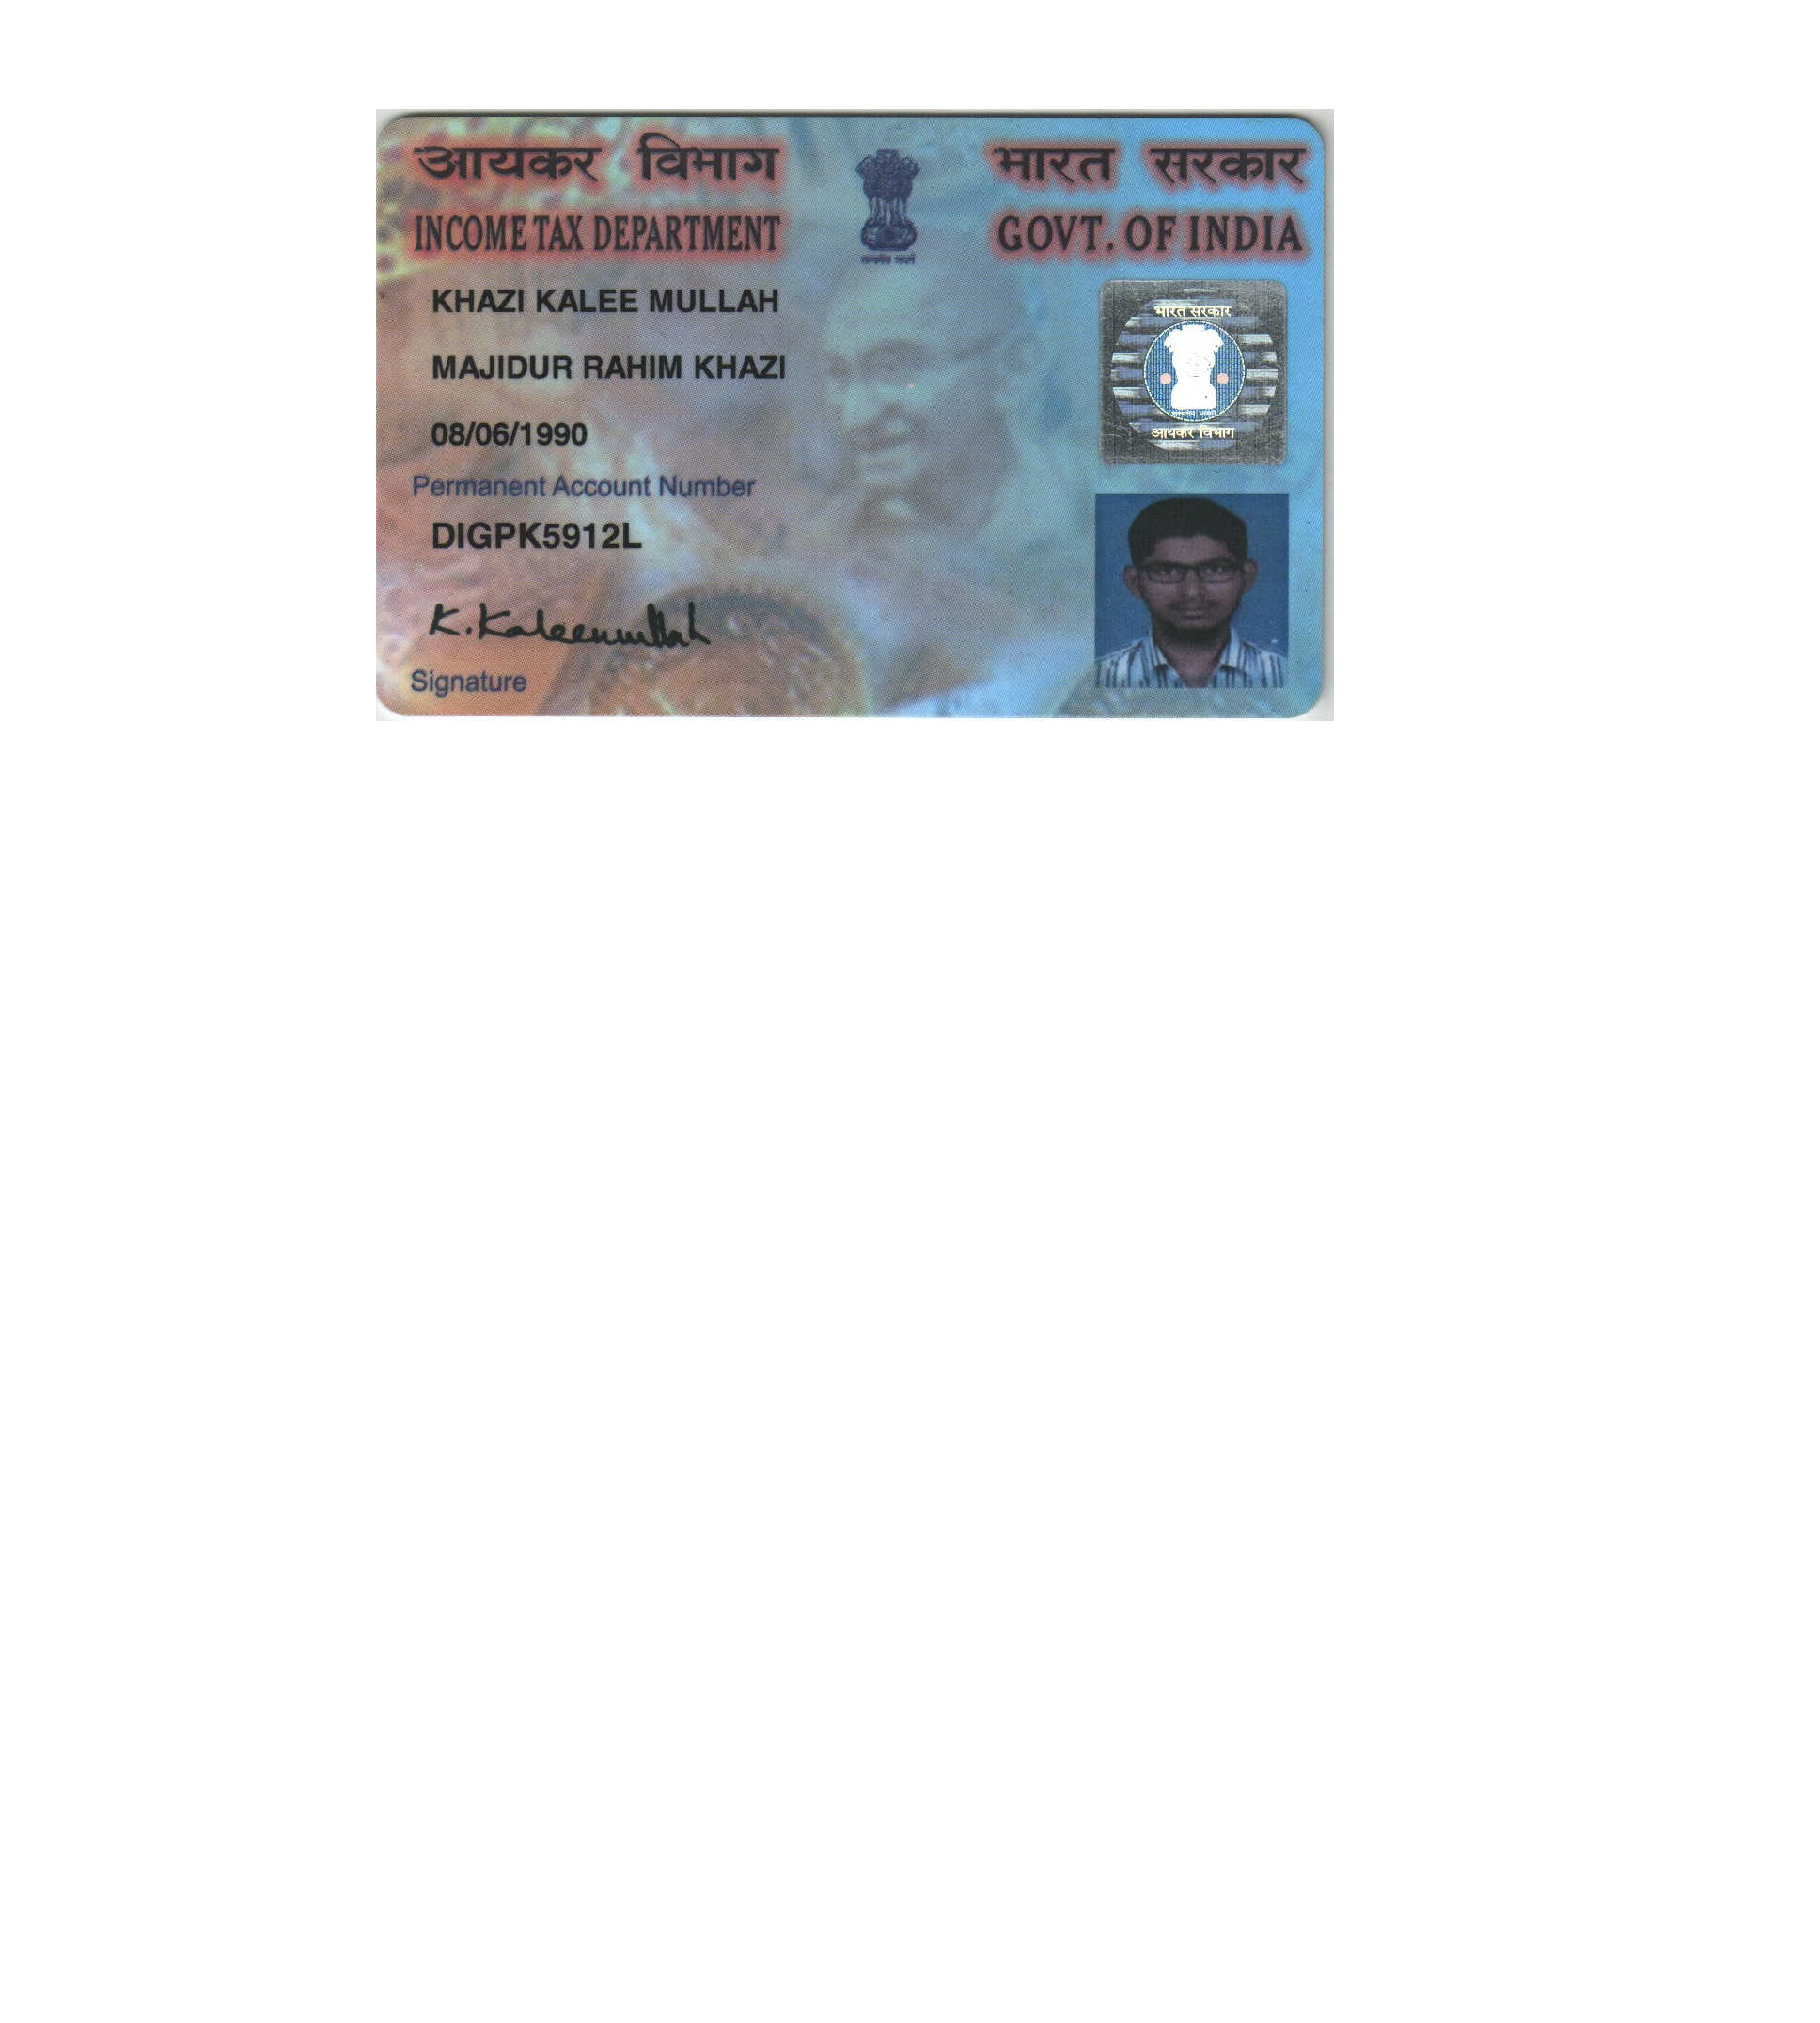 आयकर विभाग
भारत सरकार
INCOME TAX DEPARTMENT
GOVT. OF INDIA
सत्यमेव जयते
KHAZI KALEE MULLAH
MAJIDUR RAHIM KHAZI
08/06/1990
Permanent Account Number
DIGPK5912L
K. Kaleemullah
Signature
भारत सरकार
आयकर विभाग